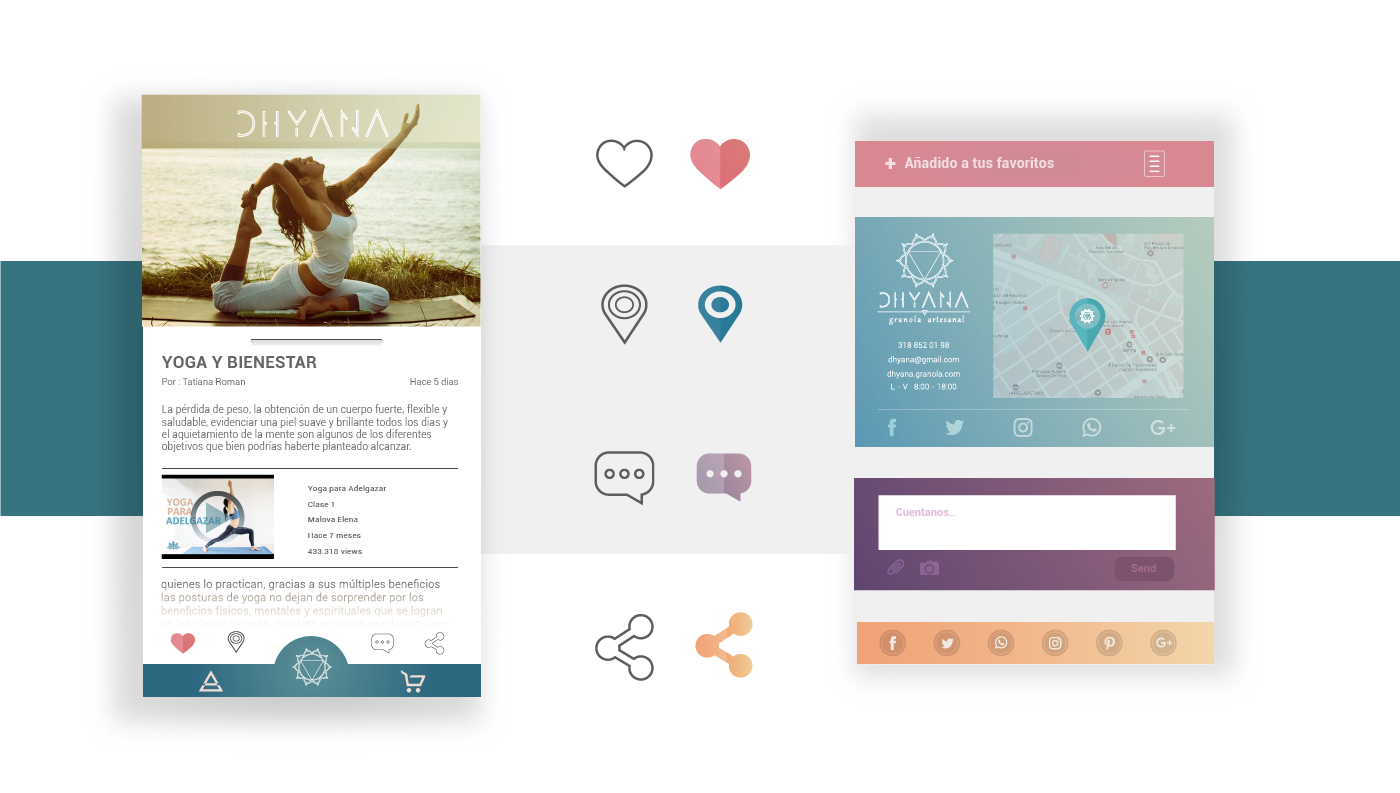 DHYANA
YOGA Y BIENESTAR
Por : Tatiana Roman
Hace 5 dias
La pérdida de peso, la obtención de un cuerpo fuerte, flexible y
saludable, evidenciar una piel suave y brillante todos los dias y
el aquietamiento de la mente son algunos de los diferentes
objetivos que bien podrías haberte planteado alcanzar.
YOGA
PARA
ADELGAZAR
Yoga para Adelgazar
Clase 1
Malova Elena
Hace 7 meses
433.318 views
quienes lo practican, gracias a sus múltiples beneficios
las posturas de yoga no dejan de sorprender por los
beneficios físicos, mentales y espirituales que se logran
Añadido a tus favoritos
DHYANA
granola artesanal
318 852 01 98
dhyana@gmail.com
dhyana.granola.com
L - V 8:00 - 18:00
Cuentanos..
Send